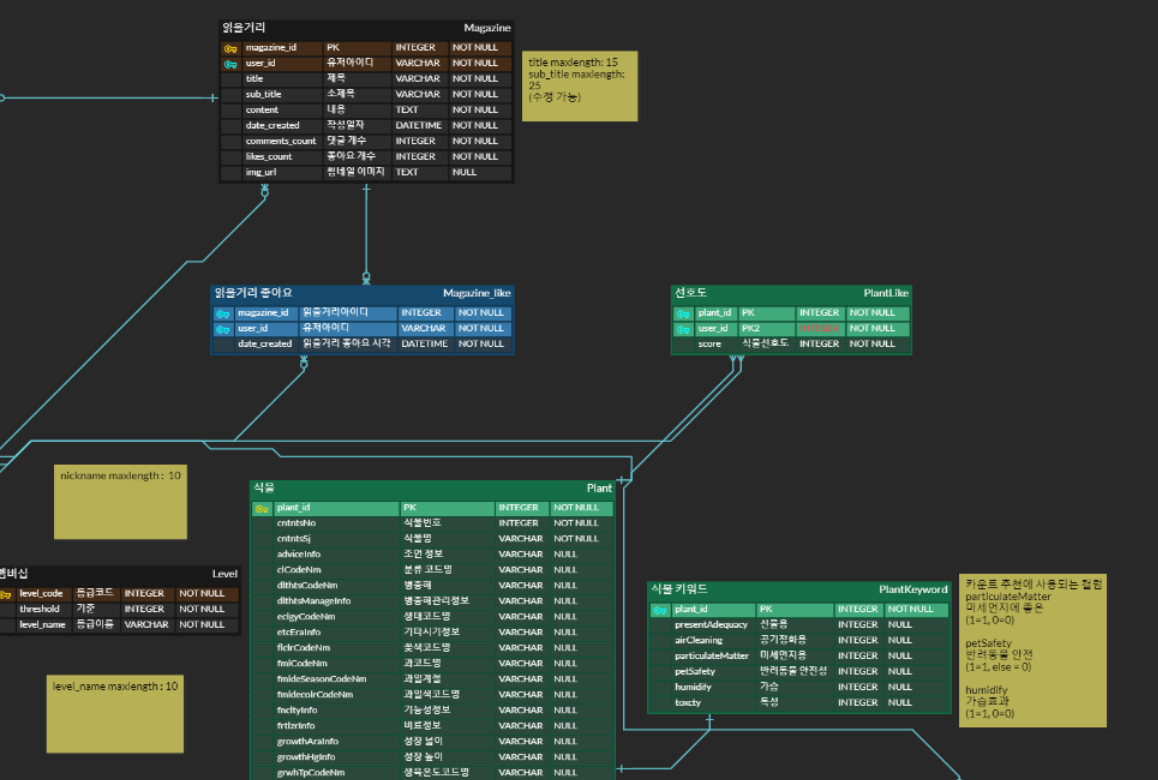 읽을거리 Magazine
magazine_id PK INTEGER NOT NULL
user_id 유저아이디 VARCHAR NOT NULL
title 제목 VARCHAR NOT NULL
sub_title 소제목 VARCHAR NOT NULL
content 내용 TEXT NOT NULL
date_created 작성일자 DATETIME NOT NULL
comments_count 댓글 개수 INTEGER NOT NULL
likes_count 좋아요 개수 INTEGER NOT NULL
img_url 썸네일 이미지 TEXT NULL
title maxlength: 15
sub_title maxlength:
25
(수정 가능)
읽을거리 좋아요 Magazine_like
magazine_id 읽을거리아이디 INTEGER NOT NULL
user_id 유저아이디 VARCHAR NOT NULL
date_created 읽을거리 좋아요 시각 DATETIME NOT NULL
선호도 PlantLike
plant_id PK INTEGER NOT NULL
user_id PK2 INTEGER NOT NULL
score 식물선호도 INTEGER NOT NULL
nickname maxlength : 10
멤버십 Level
level_code 등급코드 INTEGER NOT NULL
threshold 기준 INTEGER NOT NULL
level_name 등급이름 VARCHAR NOT NULL
level_name maxlength : 10
식물 Plant
plant_id PK INTEGER NOT NULL
cntntsNo 식물번호 INTEGER NOT NULL
cntntsSj 식물명 VARCHAR NOT NULL
adviceInfo 조언 정보 VARCHAR NULL
clCodeNm 분류 코드명 VARCHAR NULL
dlthtsCodeNm 병충해 VARCHAR NULL
dlthtsManageInfo 병충해관리정보 VARCHAR NULL
eclgyCodeNm 생태코드명 VARCHAR NULL
etcEraInfo 기타시기정보 VARCHAR NULL
flclrCodeNm 꽃색코드명 VARCHAR NULL
fmlCodeNm 과코드명 VARCHAR NULL
fmldeSeasonCodeNm 과일계절 VARCHAR NULL
fmldecolrCodeNm 과일색코드명 VARCHAR NULL
fncltyInfo 기능성정보 VARCHAR NULL
frtlzrInfo 비료정보 VARCHAR NULL
growthAraInfo 성장 넓이 VARCHAR NULL
growthHgInfo 성장 높이 VARCHAR NULL
grwhTpCodeNm 생육온도코드명 VARCHAR NULL
식물 키워드 PlantKeyword
plant_id PK INTEGER NOT NULL
presentAdequacy 선물용 INTEGER NULL
airCleaning 공기정화용 INTEGER NULL
particulateMatter 미세먼지용 INTEGER NULL
petSafety 반려동물 안전성 INTEGER NULL
humidify 가습 INTEGER NULL
toxcty 독성 INTEGER NULL
카운트 추천에 사용되는 컬럼
particulateMatter
미세먼지에 좋은
(1=1, 0=0)
petSafety
반려동물 안전
(1=1, else = 0)
humidify
가습효과
(1=1, 0=0)